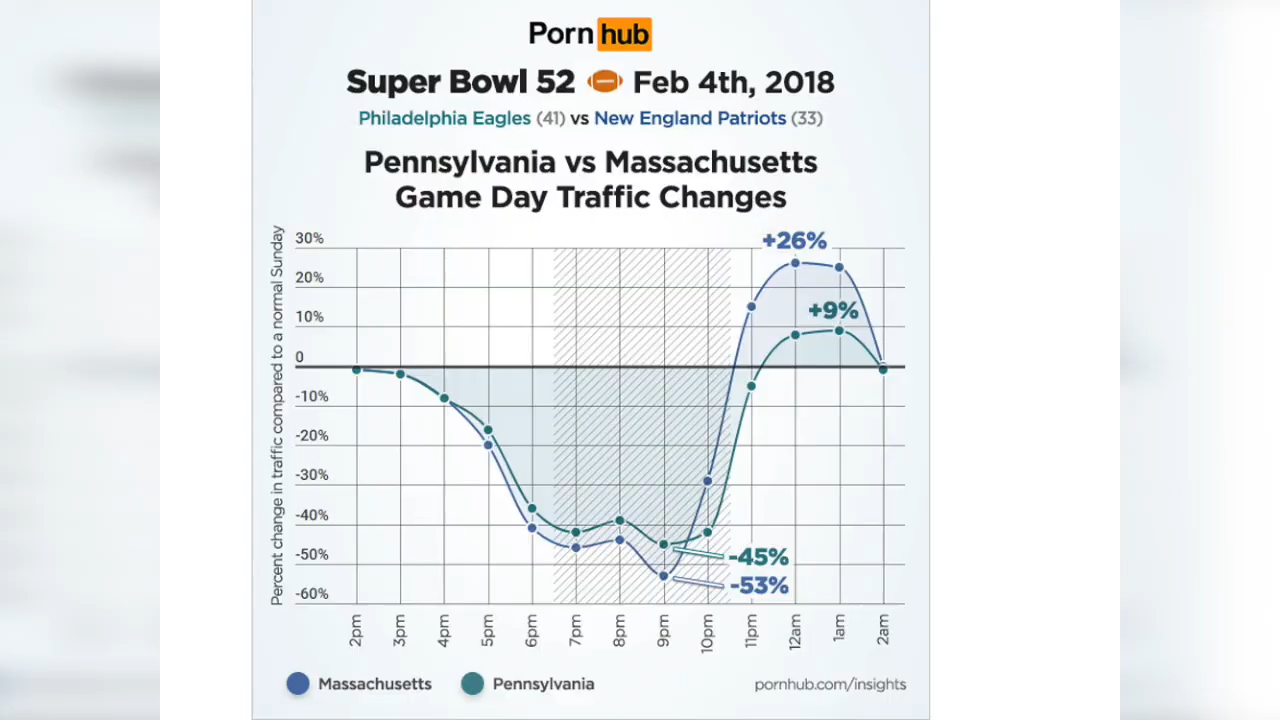 Pornhub
Super Bowl 52 Feb 4th, 2018
Philadelphia Eagles (41) vs New England Patriots (33)
Pennsylvania vs Massachusetts
Game Day Traffic Changes
Percent change in traffic compared to a normal Sunday
30%
20%
10%
0
-10%
-20%
-30%
-40%
-50%
-60%
+26%
+9%
-45%
-53%
2pm
3pm
4pm
5pm
6pm
7pm
8pm
9pm
10pm
11pm
12am
1am
2am
Massachusetts
Pennsylvania
pornhub.com/insights